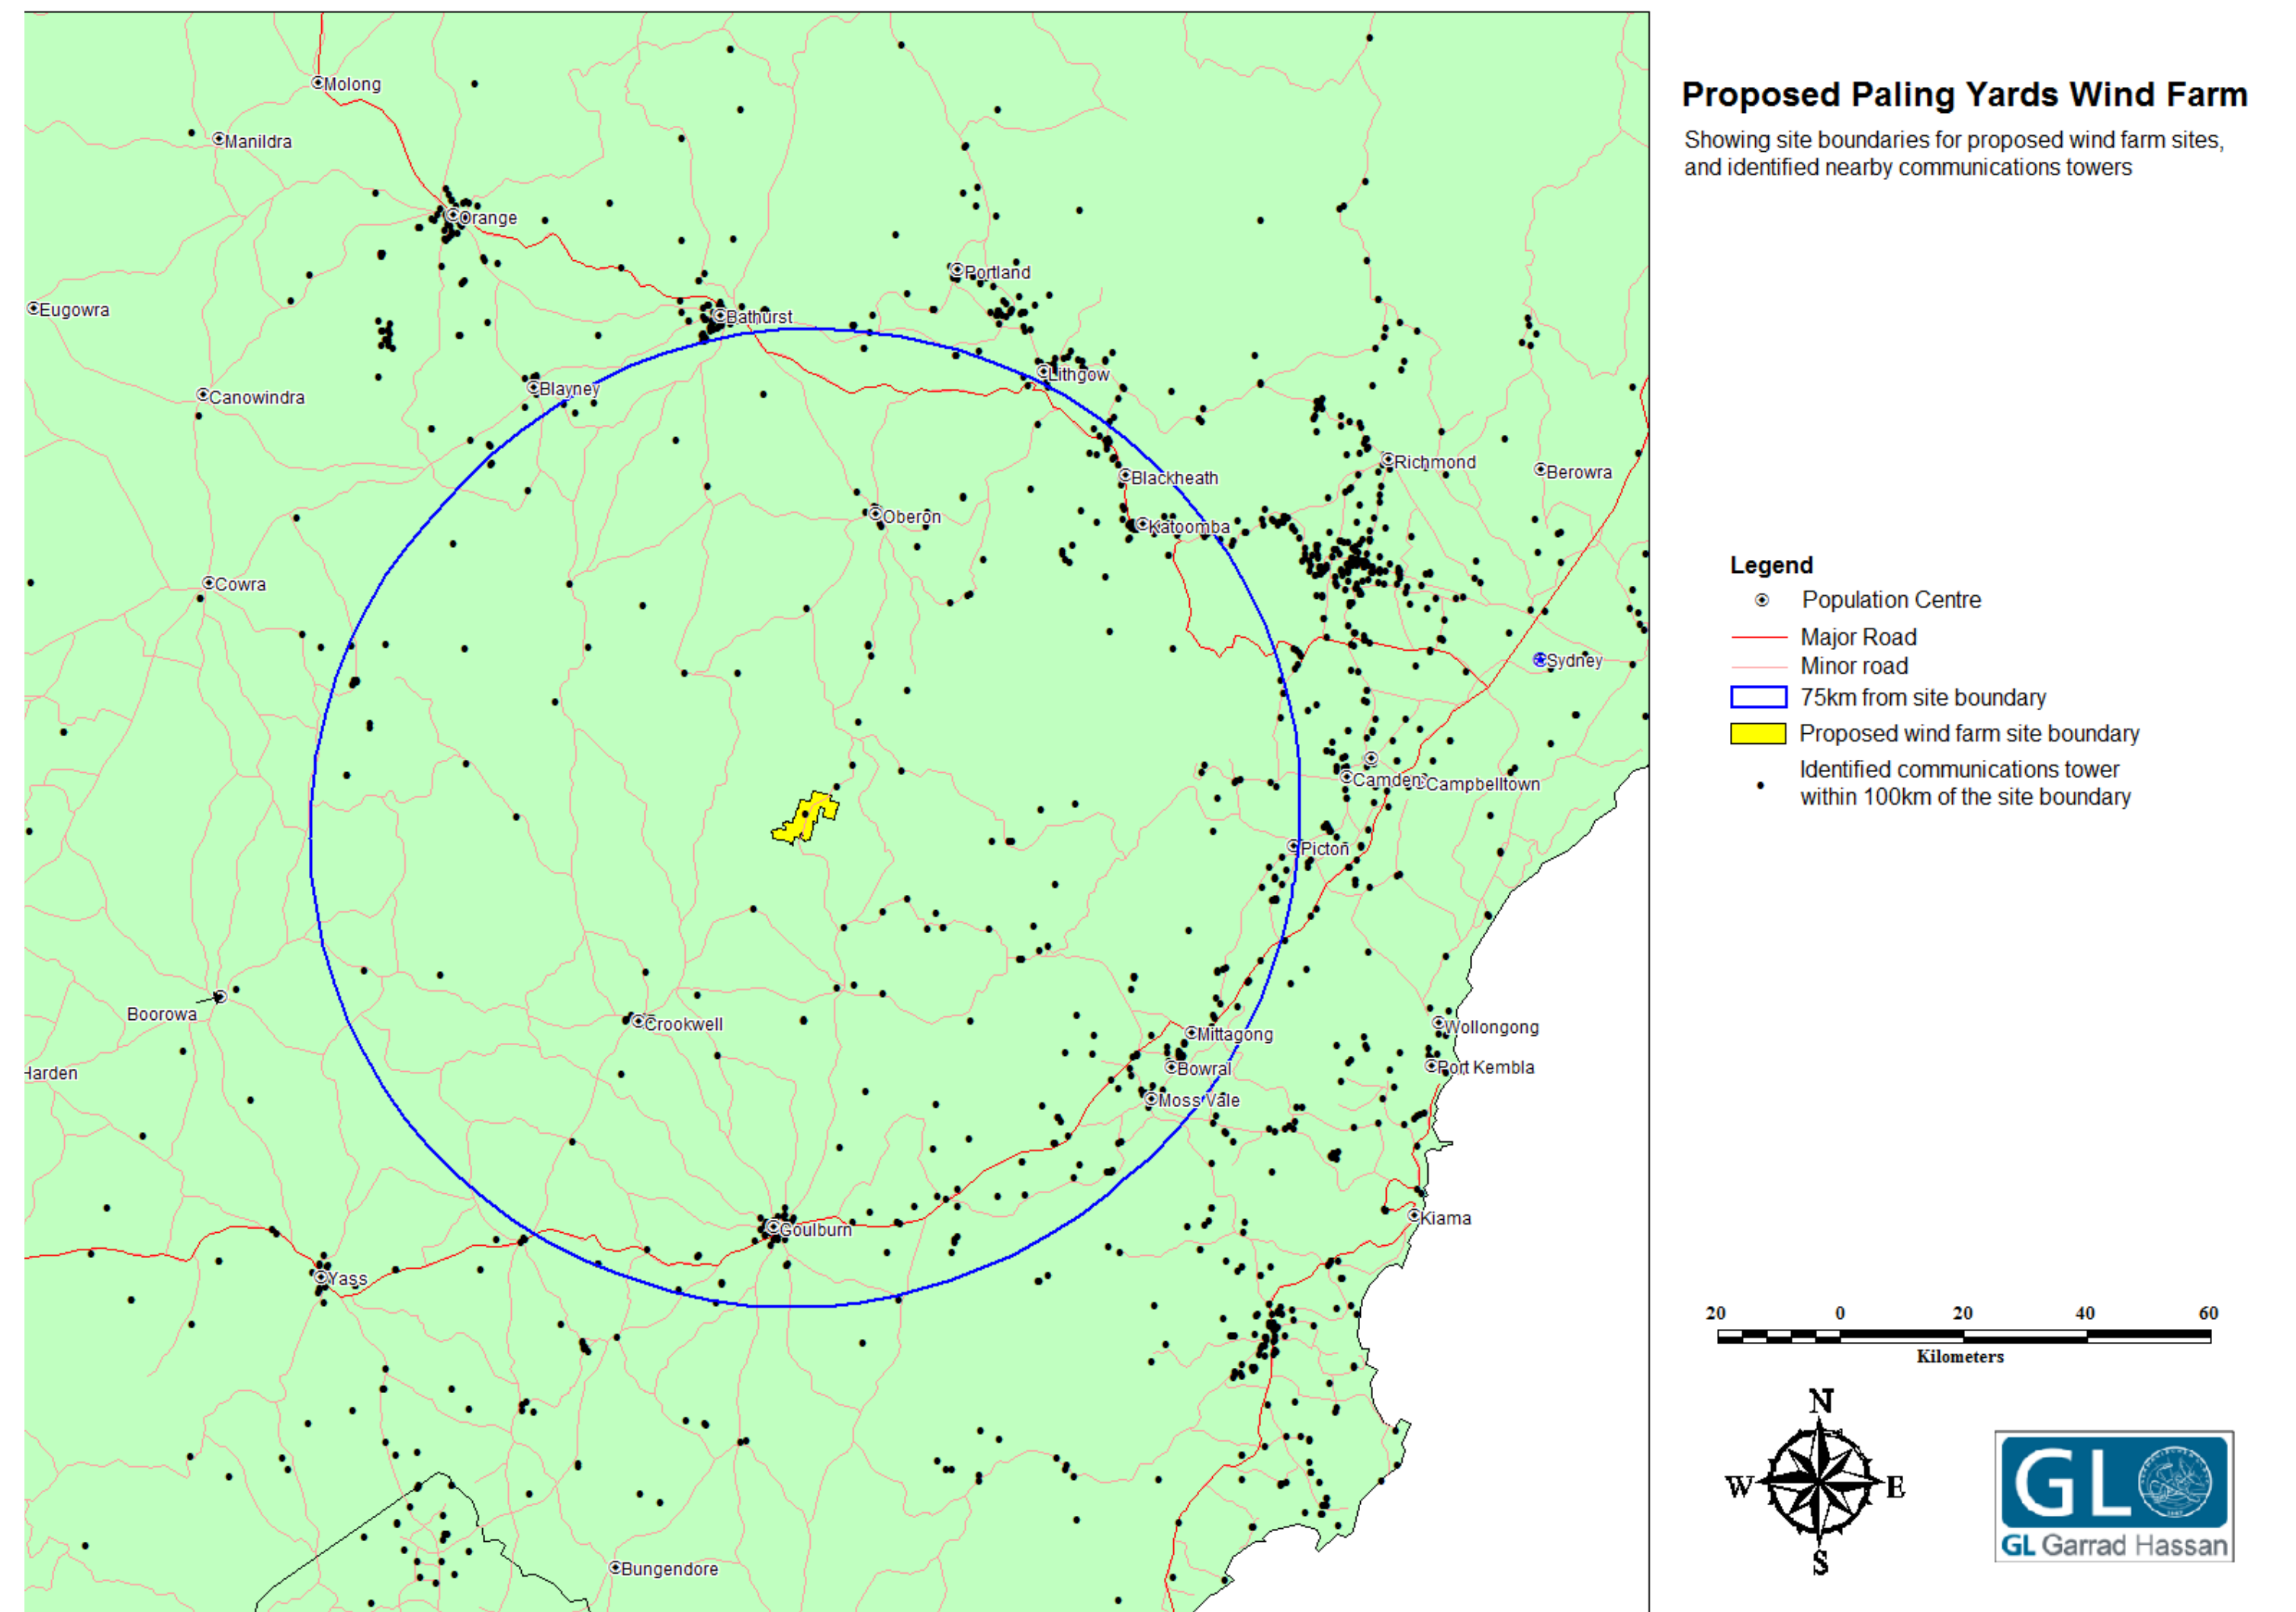 Proposed Paling Yards Wind Farm
Showing site boundaries for proposed wind farm sites,
and identified nearby communications towers
Molong
Manildra
Orange
Portland
Eugowra
Bathurst
Lithgow
Blayney
Canowindra
Richmond
Berowra
Blackheath
Oberon
Katoomba
Cowra
Sydney
Camden
Campbelltown
Picton
Boorowa
Crookwell
Wollongong
Mittagong
Harden
Bowral
Port Kembla
Moss Vale
Kiama
Goulburn
Yass
Bungendore
Legend
Population Centre
Major Road
Minor road
75km from site boundary
Proposed wind farm site boundary
Identified communications tower
within 100km of the site boundary
20 0 20 40 60
Kilometers
N
W E
S
GL
GL Garrad Hassan